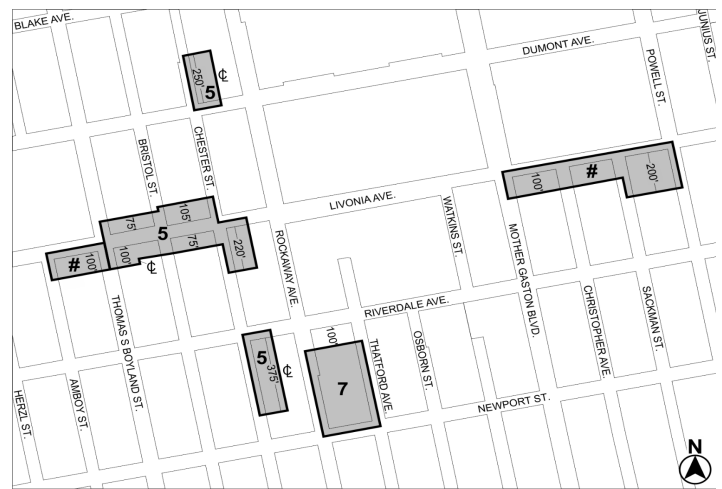 BLAKE AVE.
JUNIUS ST.
DUMONT AVE.
POWELL ST.
250'
℄
5
BRISTOL ST.
CHESTER ST.
#
100'
200'
LIVONIA AVE.
75'
105'
5
100'
75'
℄
220'
#
100'
WATKINS ST.
MOTHER GASTON BLVD.
ROCKAWAY AVE.
THOMAS S BOYLAND ST.
RIVERDALE AVE.
CHRISTOPHER AVE.
SACKMAN ST.
100'
THATFORD AVE.
OSBORN ST.
5
375'
℄
7
HERZL ST.
AMBOY ST.
NEWPORT ST.
N